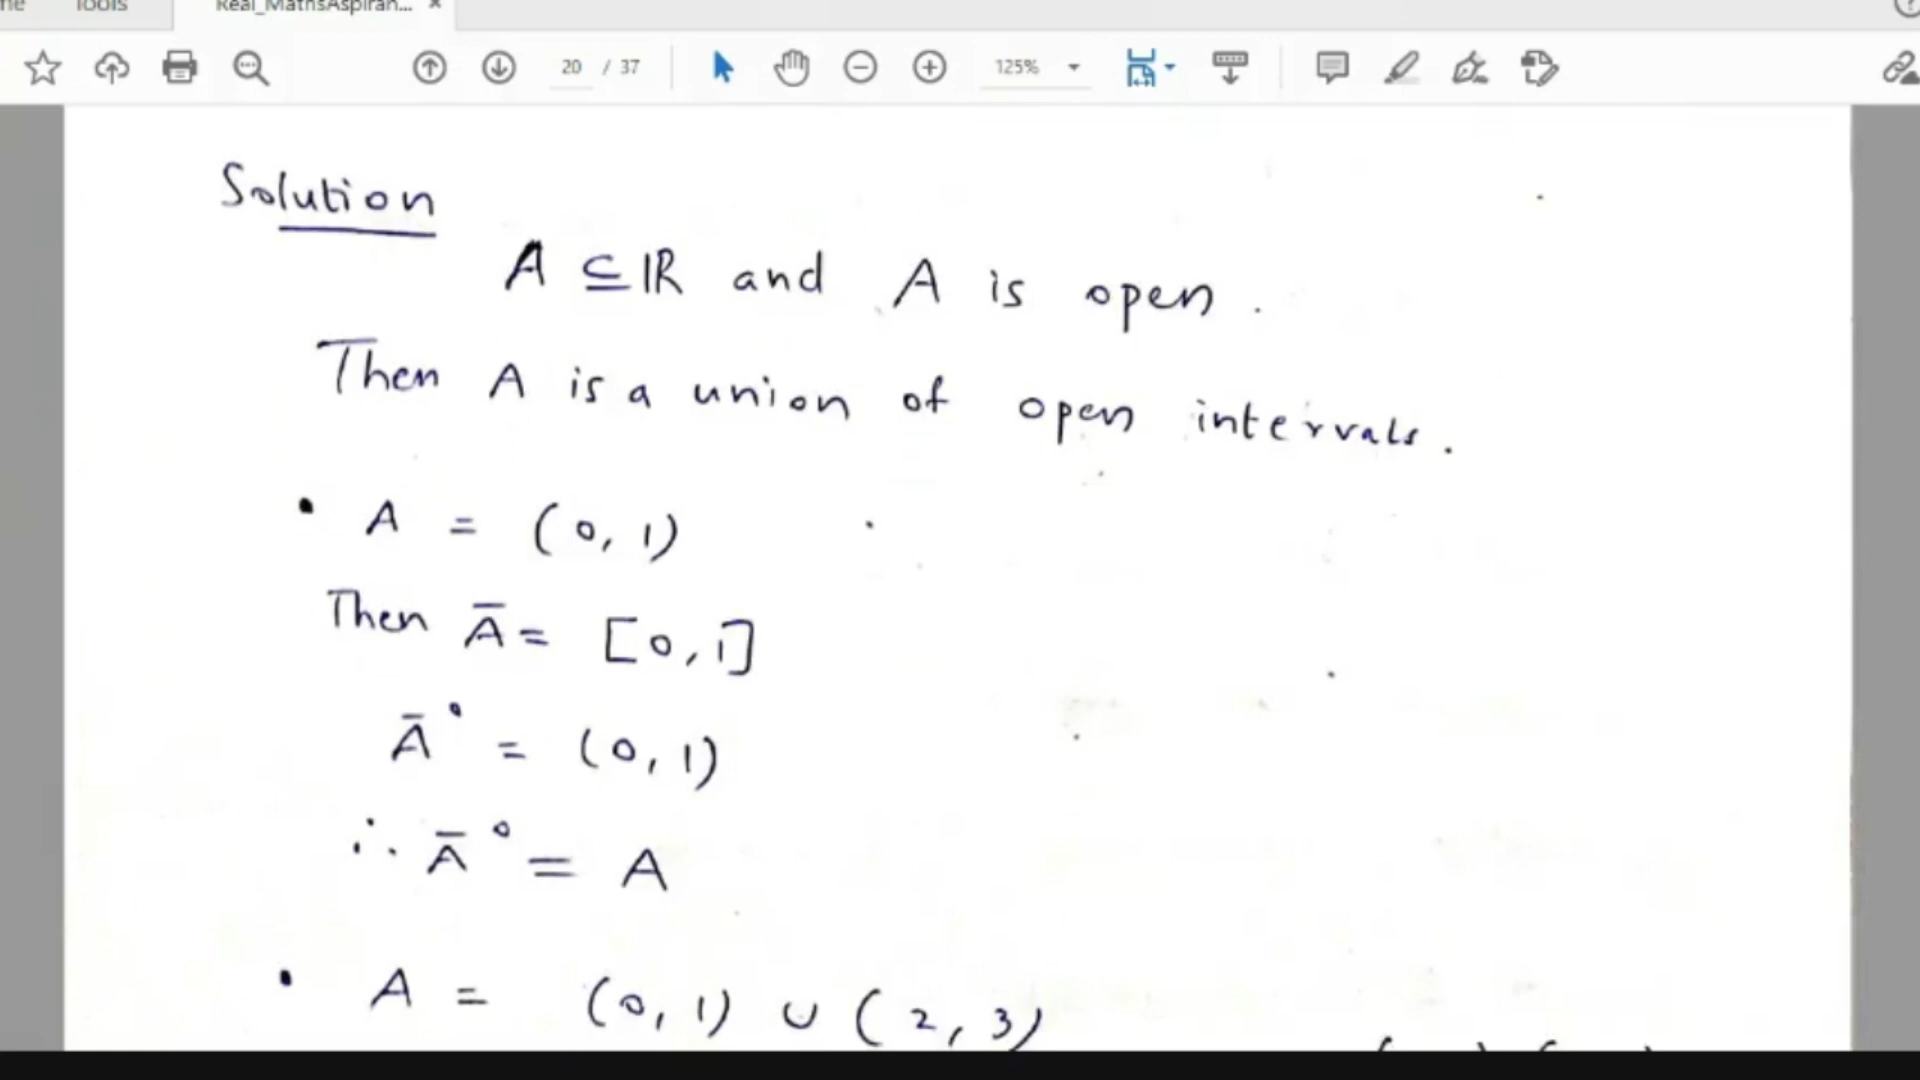 Tools Real_MathsAspiran...
20 / 37 125%
Solution
A ⊆ ℝ and A is open.
Then A is a union of open intervals.
• A = (0, 1)
Then Ā = [0, 1]
Ā° = (0, 1)
∴ Ā° = A
• A = (0, 1) ∪ (2, 3)